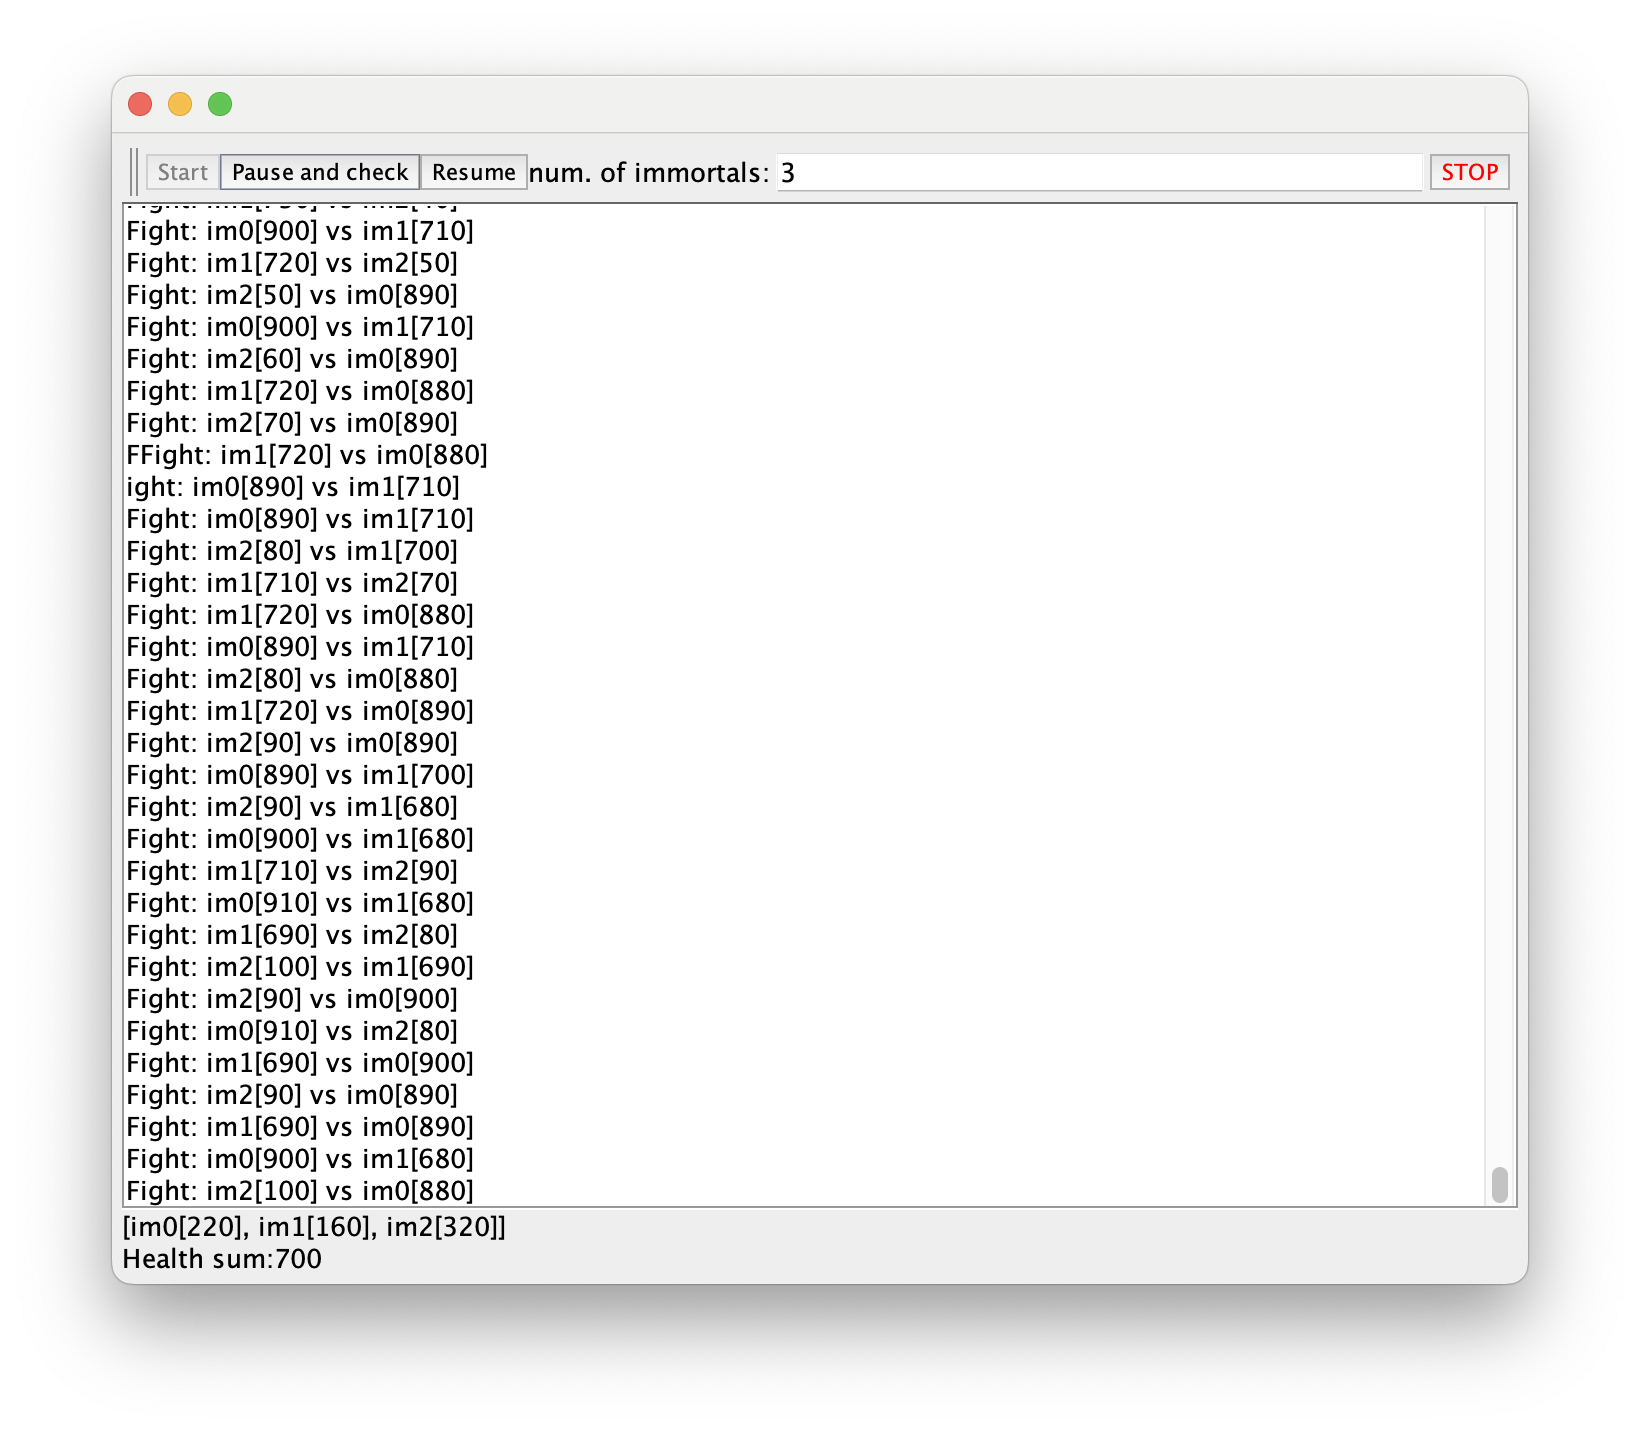 Start Pause and check Resume num. of immortals: 3 STOP
Fight: im0[900] vs im1[710]
Fight: im1[720] vs im2[50]
Fight: im2[50] vs im0[890]
Fight: im0[900] vs im1[710]
Fight: im2[60] vs im0[890]
Fight: im1[720] vs im0[880]
Fight: im2[70] vs im0[890]
FFight: im1[720] vs im0[880]
ight: im0[890] vs im1[710]
Fight: im0[890] vs im1[710]
Fight: im2[80] vs im1[700]
Fight: im1[710] vs im2[70]
Fight: im1[720] vs im0[880]
Fight: im0[890] vs im1[710]
Fight: im2[80] vs im0[880]
Fight: im1[720] vs im0[890]
Fight: im2[90] vs im0[890]
Fight: im0[890] vs im1[700]
Fight: im2[90] vs im1[680]
Fight: im0[900] vs im1[680]
Fight: im1[710] vs im2[90]
Fight: im0[910] vs im1[680]
Fight: im1[690] vs im2[80]
Fight: im2[100] vs im1[690]
Fight: im2[90] vs im0[900]
Fight: im0[910] vs im2[80]
Fight: im1[690] vs im0[900]
Fight: im2[90] vs im0[890]
Fight: im1[690] vs im0[890]
Fight: im0[900] vs im1[680]
Fight: im2[100] vs im0[880]
[im0[220], im1[160], im2[320]]
Health sum:700